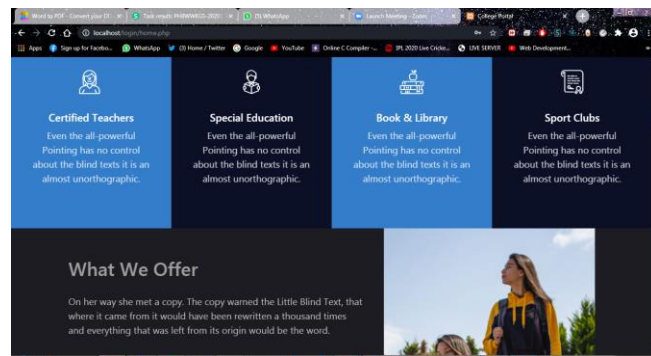 Word to PDF - Convert your D
(1) WhatsApp
Launch Meeting - Zoom
College Portal
localhost/login/home.php
Apps
Sign up for Facebo...
WhatsApp
(3) Home / Twitter
Google
YouTube
Online C Compiler -...
IPL 2020 Live Cricke...
LIVE SERVER
Web Development...
Certified Teachers
Even the all-powerful
Pointing has no control
about the blind texts it is an
almost unorthographic.
Special Education
Even the all-powerful
Pointing has no control
about the blind texts it is an
almost unorthographic.
Book & Library
Even the all-powerful
Pointing has no control
about the blind texts it is an
almost unorthographic.
Sport Clubs
Even the all-powerful
Pointing has no control
about the blind texts it is an
almost unorthographic.
What We Offer
On her way she met a copy. The copy warned the Little Blind Text, that
where it came from it would have been rewritten a thousand times
and everything that was left from its origin would be the word.